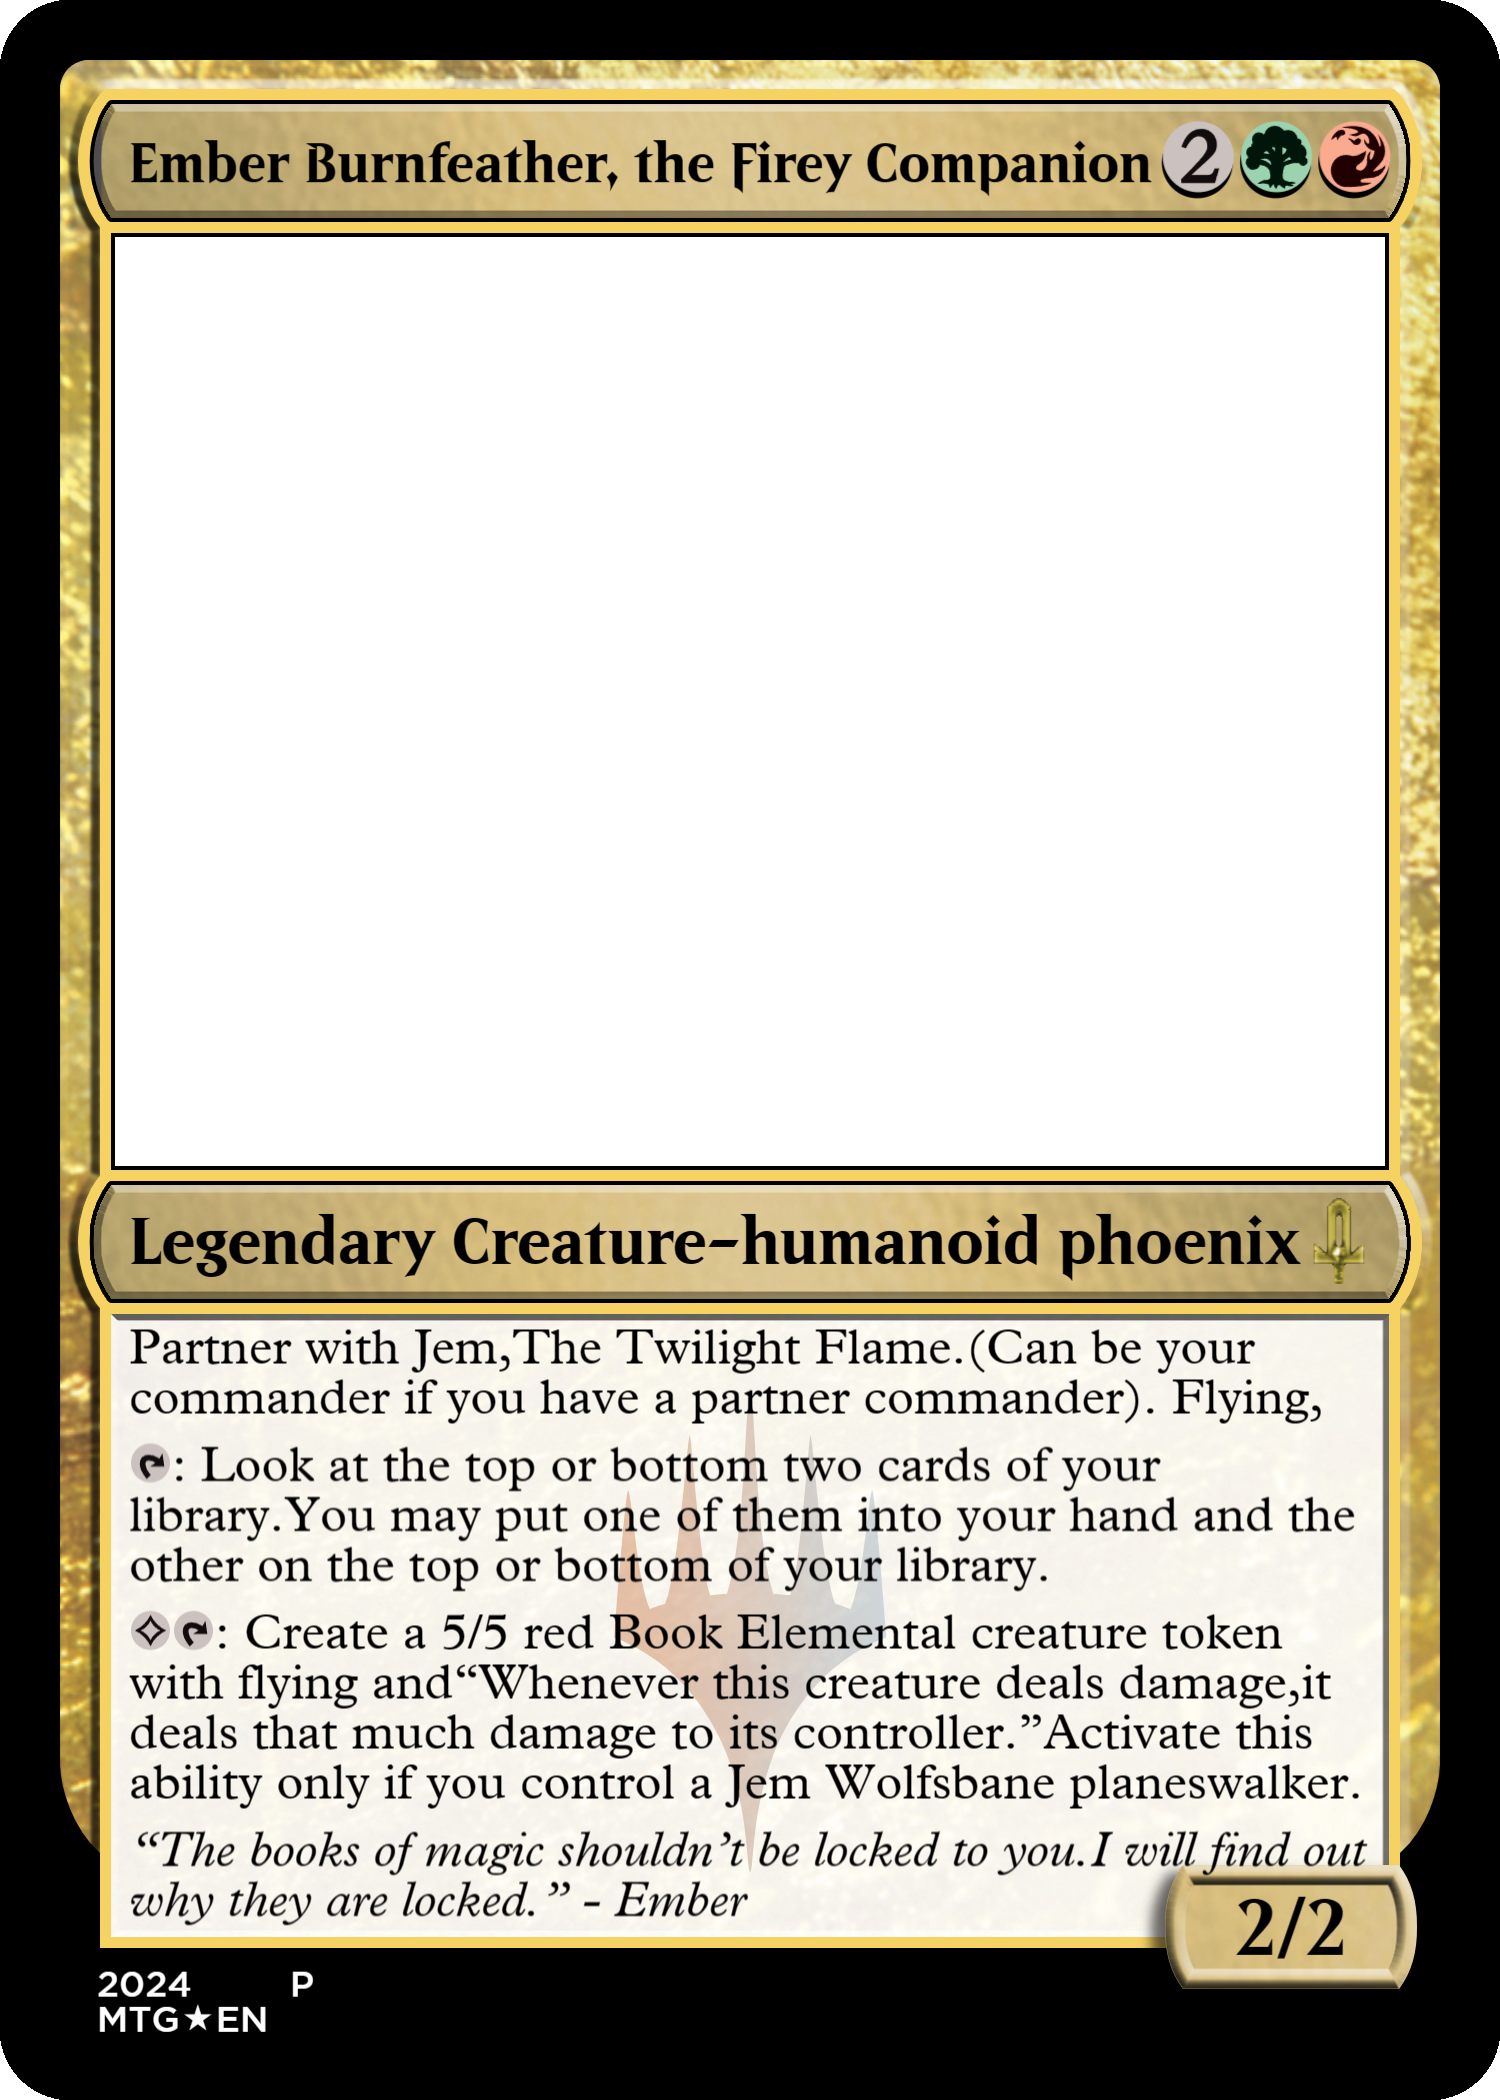 Ember Burnfeather, the Firey Companion 2
Legendary Creature-humanoid phoenix
Partner with Jem,The Twilight Flame.(Can be your
commander if you have a partner commander). Flying,
: Look at the top or bottom two cards of your
library.You may put one of them into your hand and the
other on the top or bottom of your library.
: Create a 5/5 red Book Elemental creature token
with flying and“Whenever this creature deals damage,it
deals that much damage to its controller.”Activate this
ability only if you control a Jem Wolfsbane planeswalker.
“The books of magic shouldn’t be locked to you.I will find out
why they are locked.” - Ember
2/2
2024 P
MTG★EN